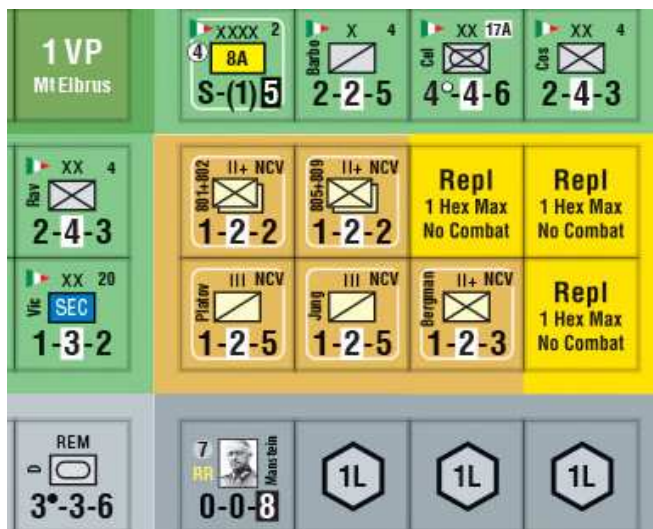 1 VP
Mt Elbrus
XXXX 2
4
8A
S-(1)5
X 4
Barbo
2-2-5
XX 17A
Cel
4°-4-6
XX 4
Cos
2-4-3
XX 4
Rav
2-4-3
II+ NCV
801+802
1-2-2
II+ NCV
805+809
1-2-2
Repl
1 Hex Max
No Combat
Repl
1 Hex Max
No Combat
XX 20
Vic
SEC
1-3-2
III NCV
Platov
1-2-5
III NCV
Jung
1-2-5
II+ NCV
Bergman
1-2-3
Repl
1 Hex Max
No Combat
REM
D
3•-3-6
7
RR
Manstein
0-0-8
1L
1L
1L